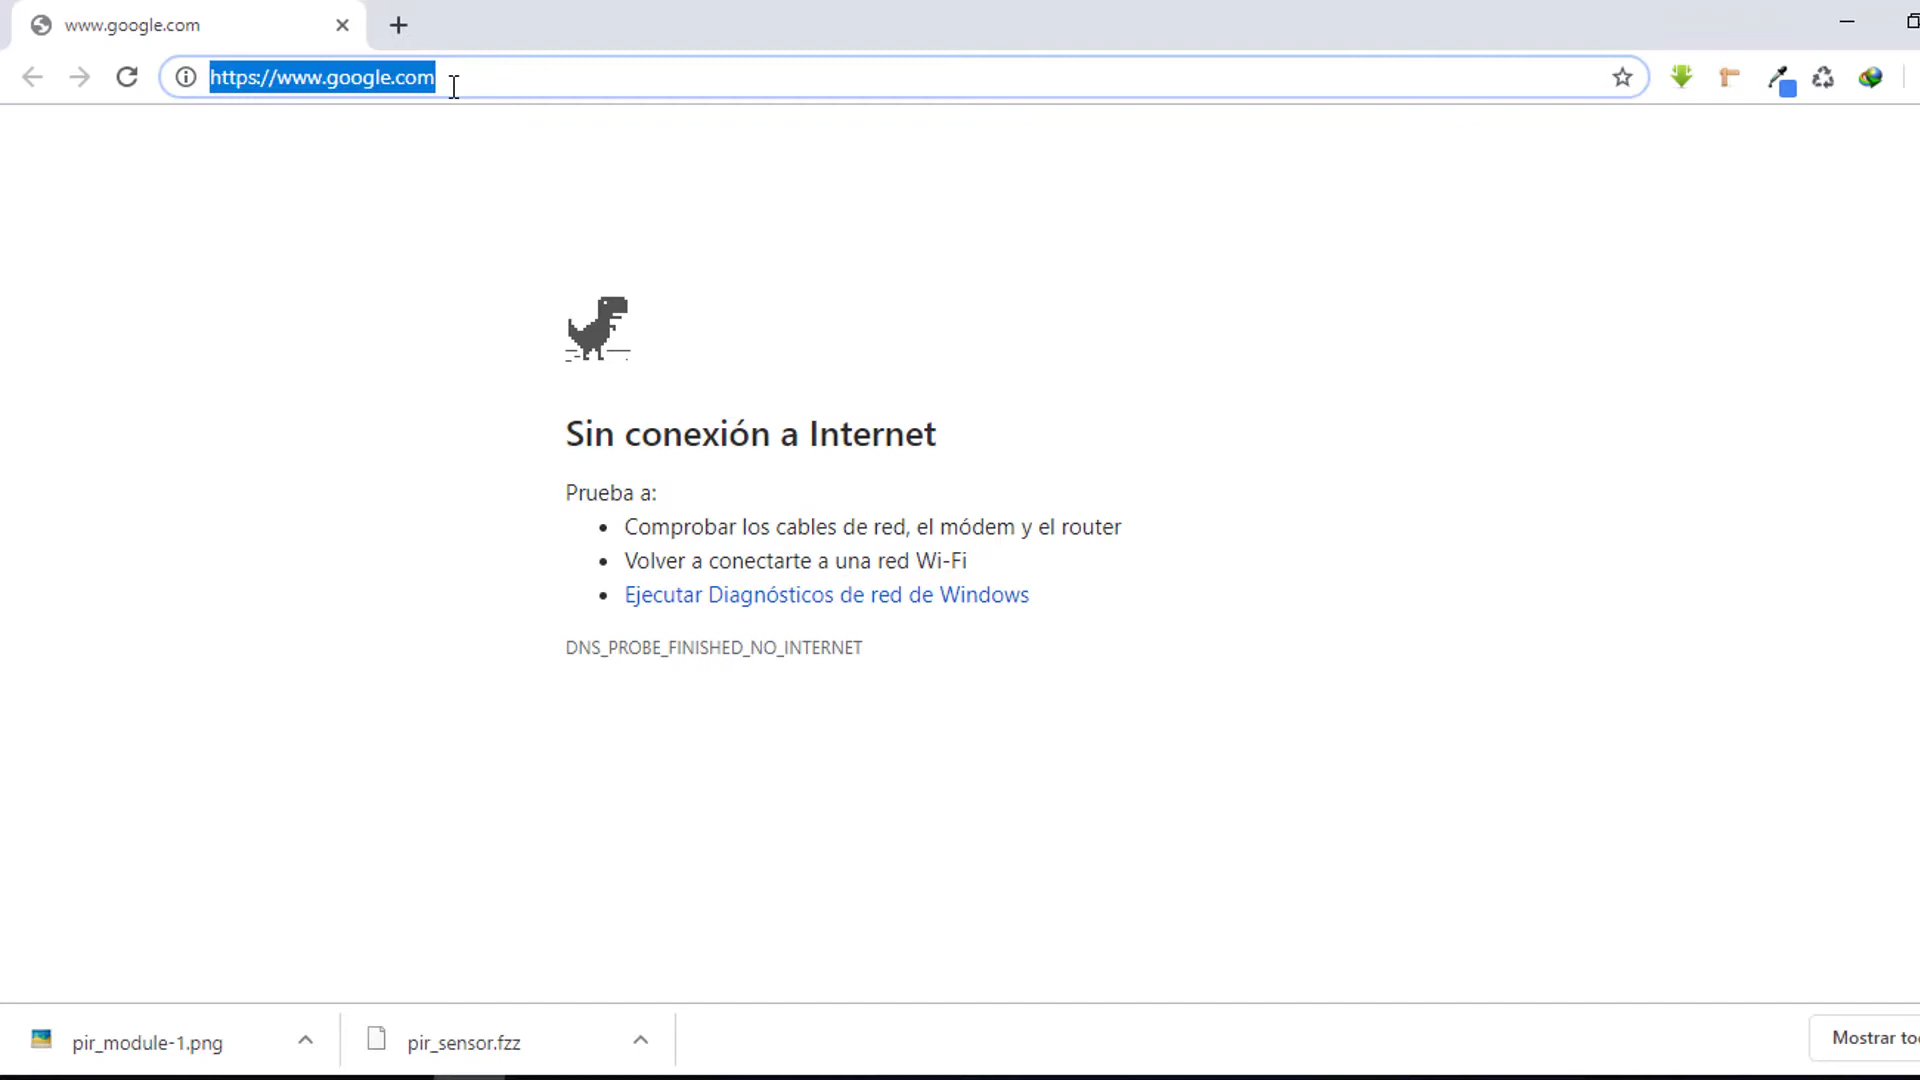 www.google.com
https://www.google.com
Sin conexión a Internet
Prueba a:
Comprobar los cables de red, el módem y el router
Volver a conectarte a una red Wi-Fi
Ejecutar Diagnósticos de red de Windows
DNS_PROBE_FINISHED_NO_INTERNET
pir_module-1.png
pir_sensor.fzz
Mostrar